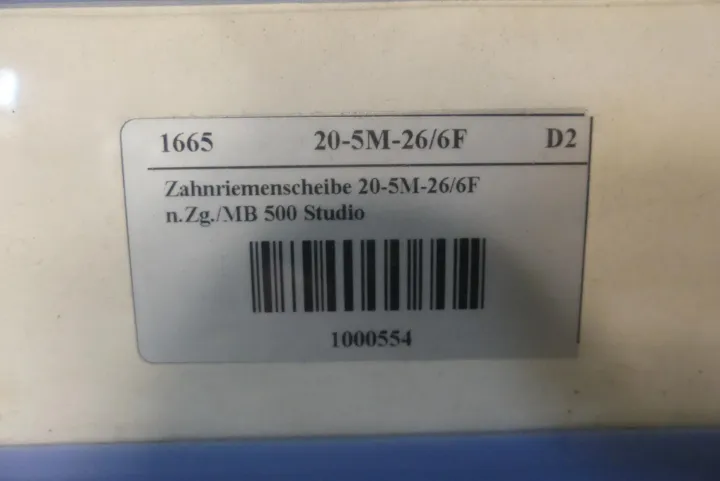 1665 20-5M-26/6F D2
Zahnriemenscheibe 20-5M-26/6F
n.Zg./MB 500 Studio
1000554